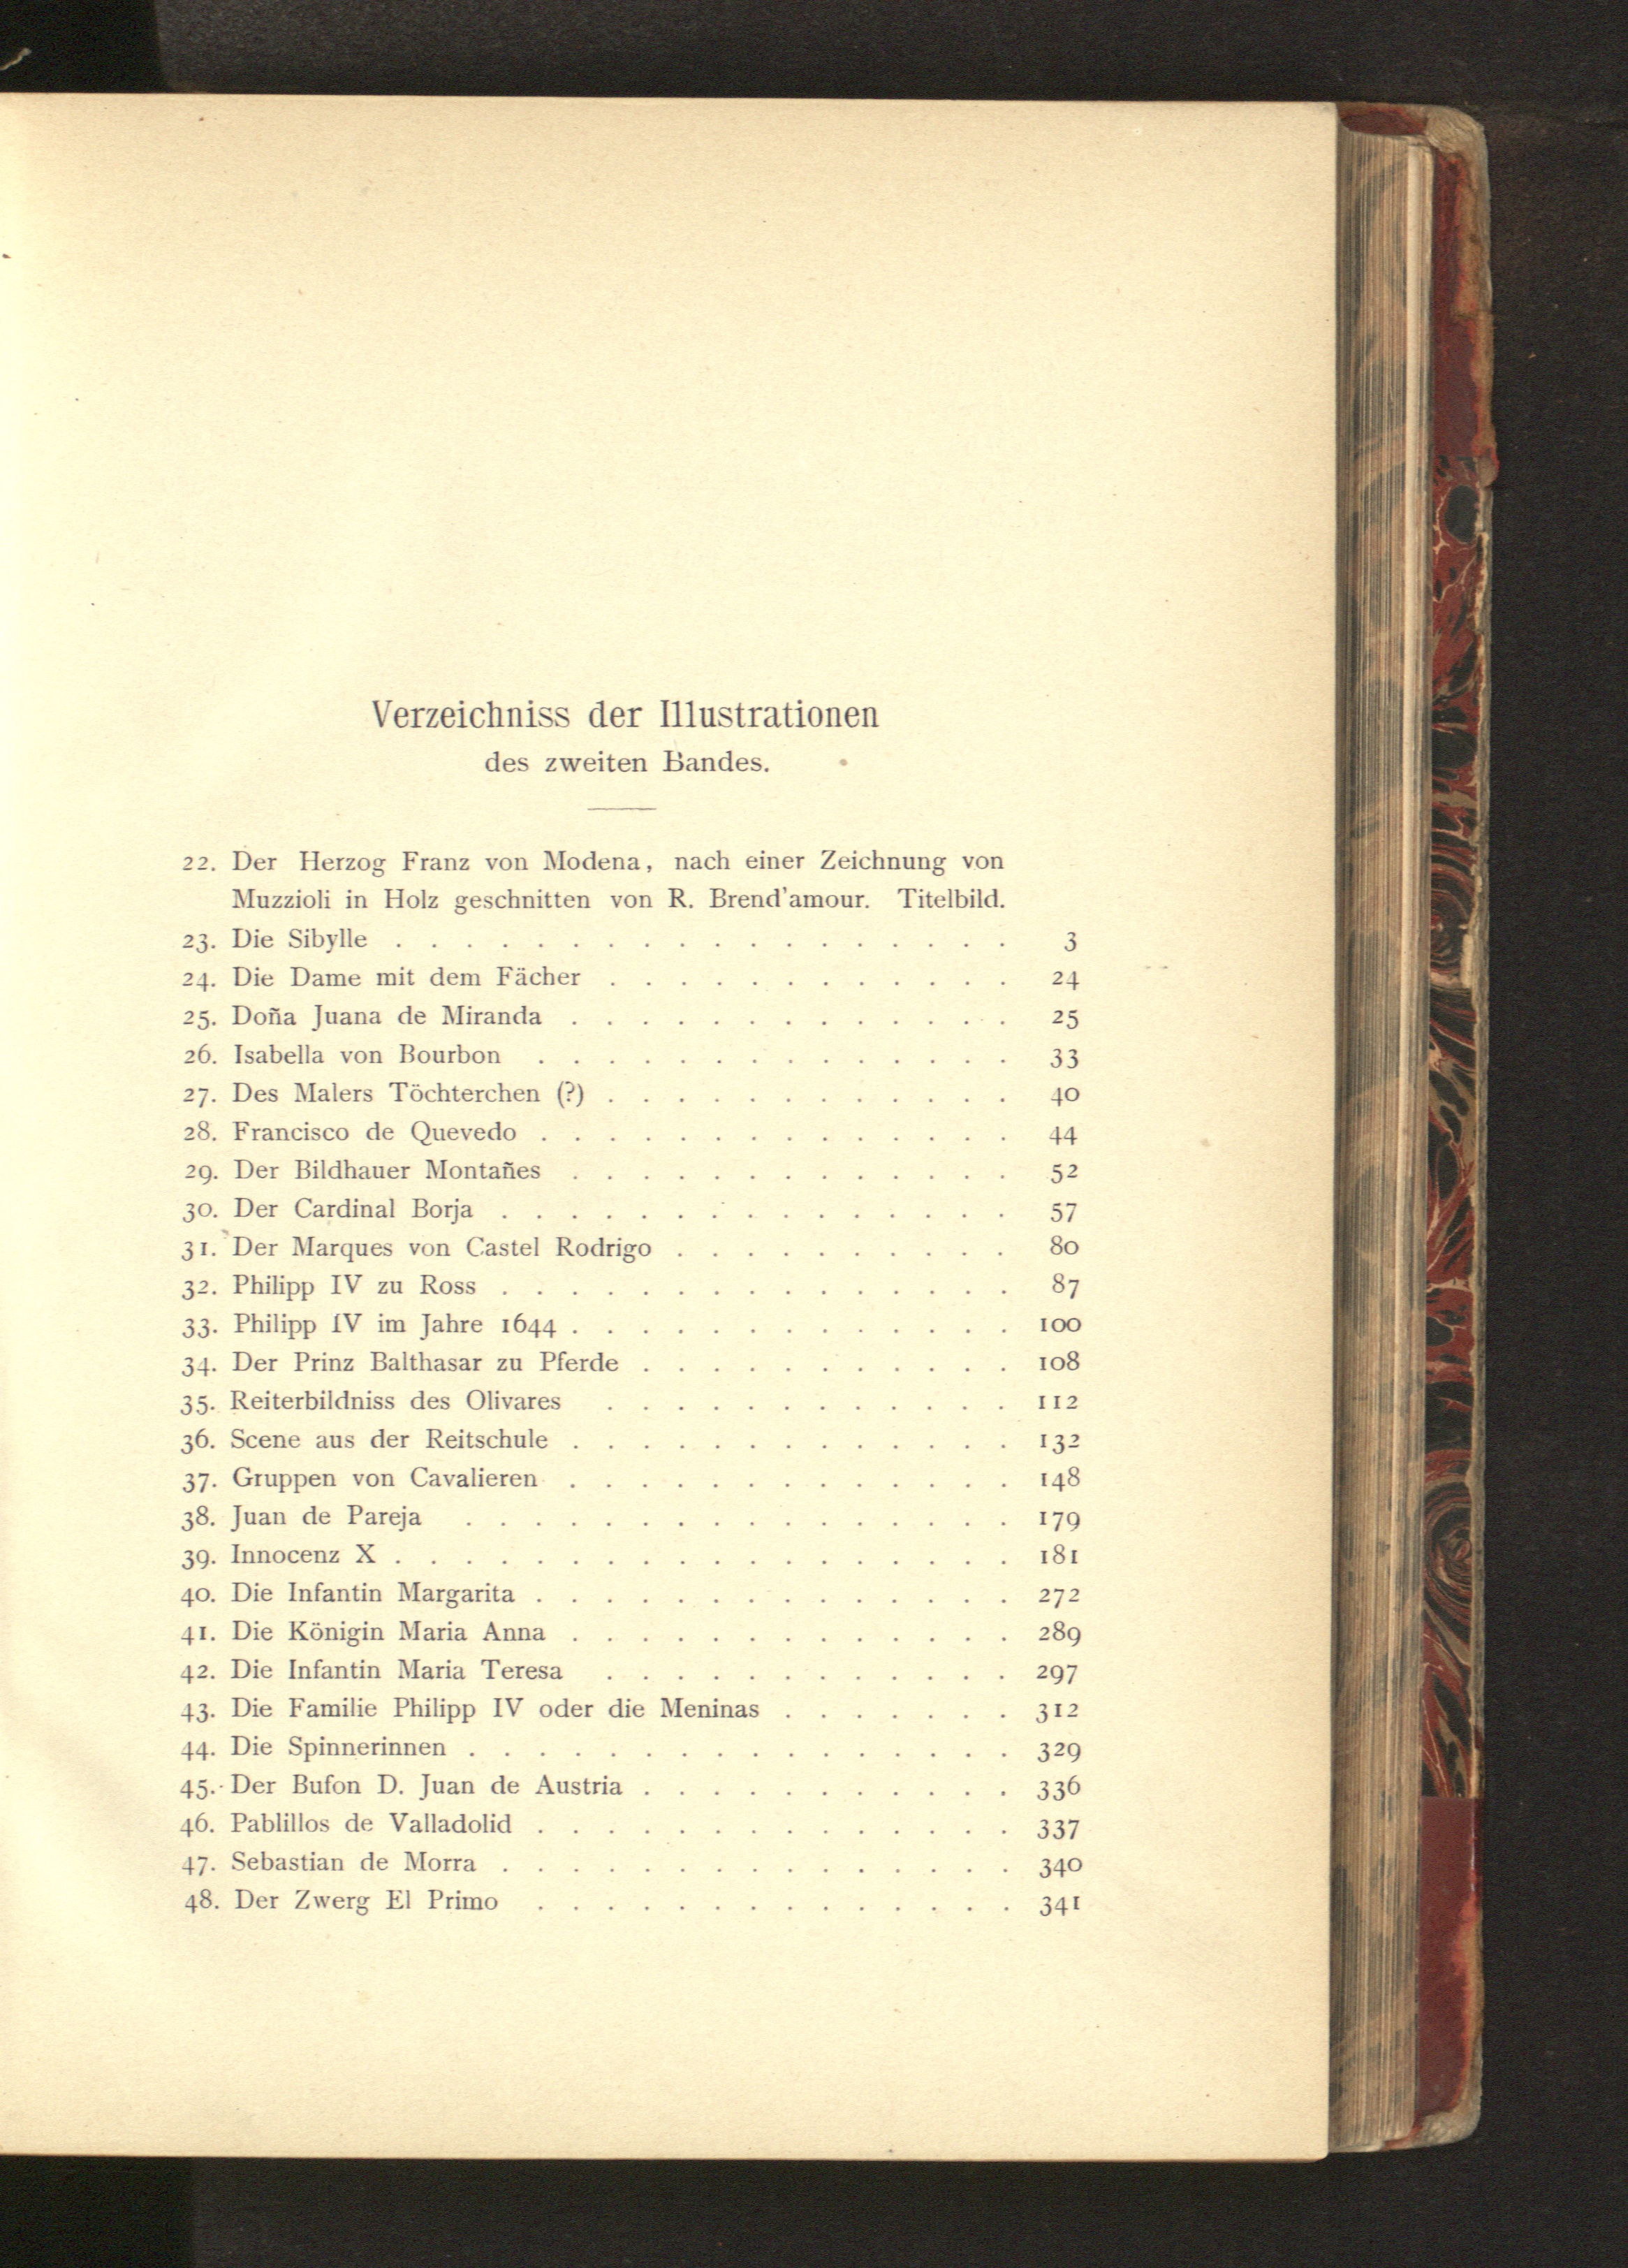 Verzeichniss der Illustrationen
des zweiten Bandes.
22. Der Herzog Franz von Modena, nach einer Zeichnung von
Muzzioli in Holz geschnitten von R. Brend'amour. Titelbild.
23. Die Sibylle . . . . . . . . . . . . . . . . . . 3
24. Die Dame mit dem Fächer . . . . . . . . . . . . 24
25. Doña Juana de Miranda . . . . . . . . . . . . . 25
26. Isabella von Bourbon . . . . . . . . . . . . . . 33
27. Des Malers Töchterchen (?) . . . . . . . . . . . . 40
28. Francisco de Quevedo . . . . . . . . . . . . . . 44
29. Der Bildhauer Montañes . . . . . . . . . . . . . 52
30. Der Cardinal Borja . . . . . . . . . . . . . . . 57
31. Der Marques von Castel Rodrigo . . . . . . . . . . 80
32. Philipp IV zu Ross . . . . . . . . . . . . . . . 87
33. Philipp IV im Jahre 1644 . . . . . . . . . . . . . 100
34. Der Prinz Balthasar zu Pferde . . . . . . . . . . . 108
35. Reiterbildniss des Olivares . . . . . . . . . . . . 112
36. Scene aus der Reitschule . . . . . . . . . . . . . 132
37. Gruppen von Cavalieren . . . . . . . . . . . . . 148
38. Juan de Pareja . . . . . . . . . . . . . . . . 179
39. Innocenz X . . . . . . . . . . . . . . . . . . 181
40. Die Infantin Margarita . . . . . . . . . . . . . . 272
41. Die Königin Maria Anna . . . . . . . . . . . . . 289
42. Die Infantin Maria Teresa . . . . . . . . . . . . 297
43. Die Familie Philipp IV oder die Meninas . . . . . . . 312
44. Die Spinnerinnen . . . . . . . . . . . . . . . . 329
45. Der Bufon D. Juan de Austria . . . . . . . . . . . 336
46. Pablillos de Valladolid . . . . . . . . . . . . . . 337
47. Sebastian de Morra . . . . . . . . . . . . . . . 340
48. Der Zwerg El Primo . . . . . . . . . . . . . . 341